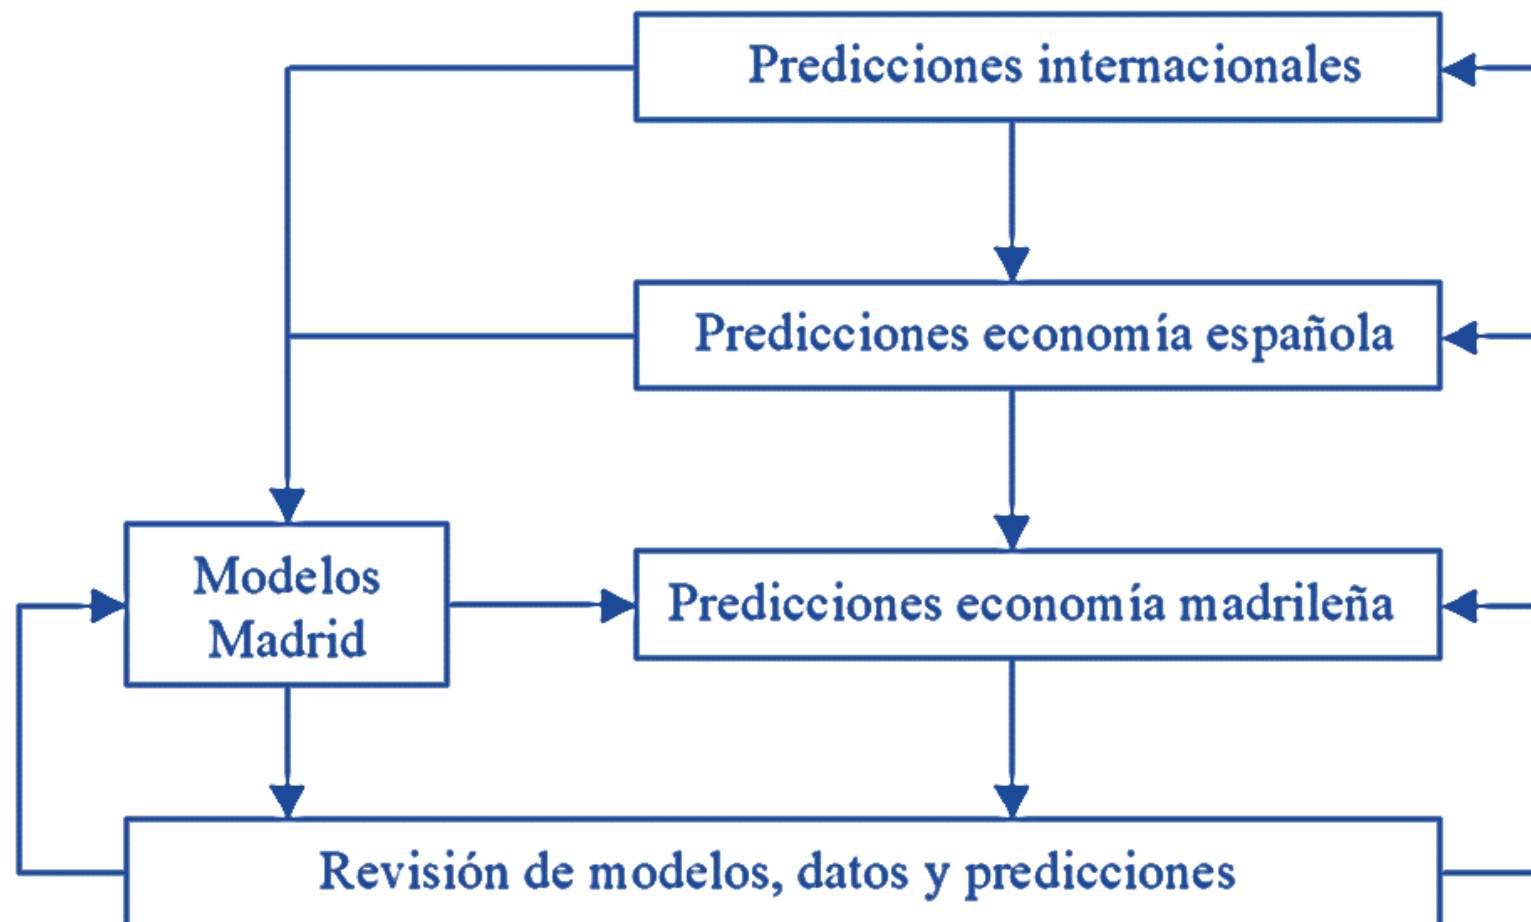 Predicciones internacionales
Predicciones economía española
Modelos
Madrid
Predicciones economía madrileña
Revisión de modelos, datos y predicciones